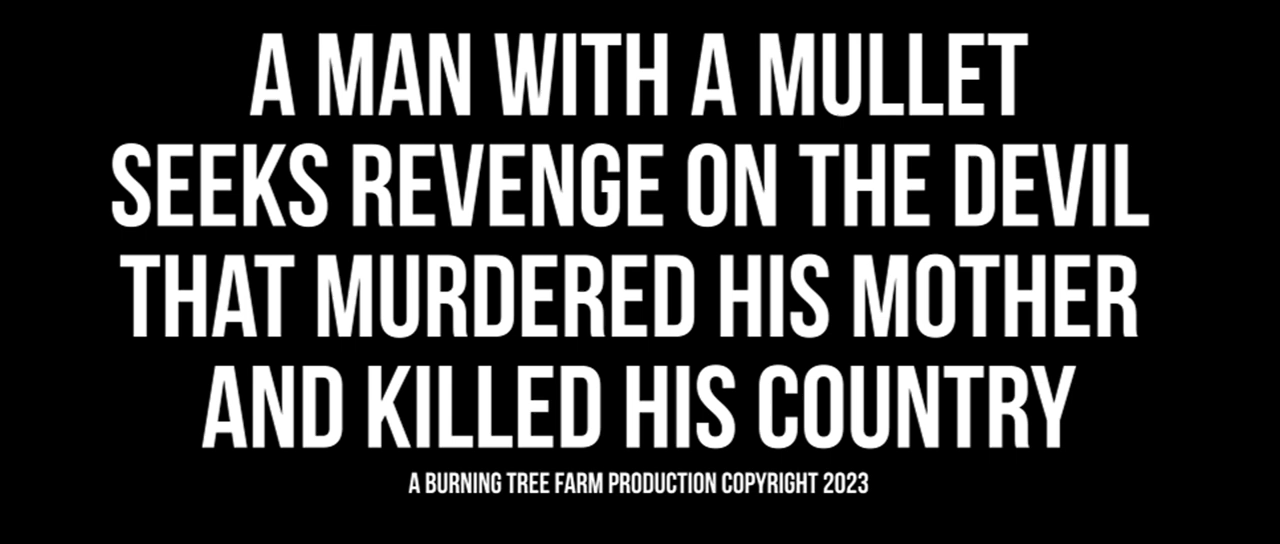 A MAN WITH A MULLET
SEEKS REVENGE ON THE DEVIL
THAT MURDERED HIS MOTHER
AND KILLED HIS COUNTRY
A BURNING TREE FARM PRODUCTION COPYRIGHT 2023